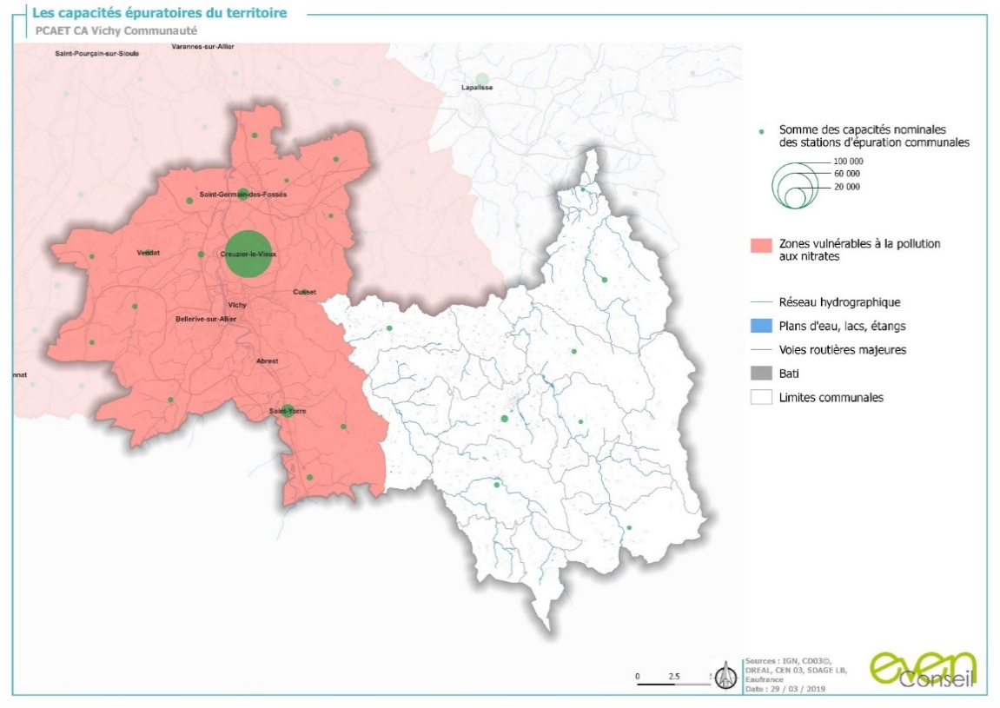 Les capacités épuratoires du territoire
PCAET CA Vichy Communauté
Varennes-sur-Allier
Saint-Pourçain-sur-Sioule
Lapalisse
Saint-Germain-des-Fossés
Vendat
Creuzier-le-Vieux
Cusset
Vichy
Bellerive-sur-Allier
Abrest
nnat
Saint-Yorre
Somme des capacités nominales
des stations d'épuration communales
100 000
60 000
20 000
Zones vulnérables à la pollution
aux nitrates
Réseau hydrographique
Plans d'eau, lacs, étangs
Voies routières majeures
Bati
Limites communales
0 2.5
Sources : IGN, CD03©,
DREAL, CEN 03, SDAGE LB,
Eaufrance
Date : 29 / 03 / 2019
even
Conseil